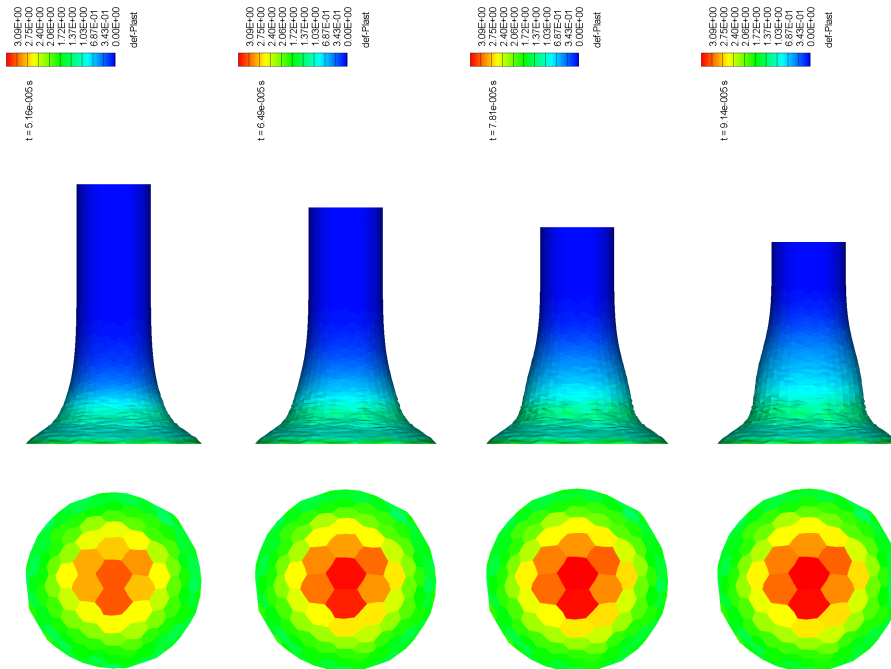 3.09E+00
2.75E+00
2.40E+00
2.06E+00
1.72E+00
1.37E+00
1.03E+00
6.87E-01
3.43E-01
0.00E+00
def-Plast
t = 5.16e-005 s
3.09E+00
2.75E+00
2.40E+00
2.06E+00
1.72E+00
1.37E+00
1.03E+00
6.87E-01
3.43E-01
0.00E+00
def-Plast
t = 6.49e-005 s
3.09E+00
2.75E+00
2.40E+00
2.06E+00
1.72E+00
1.37E+00
1.03E+00
6.87E-01
3.43E-01
0.00E+00
def-Plast
t = 7.81e-005 s
3.09E+00
2.75E+00
2.40E+00
2.06E+00
1.72E+00
1.37E+00
1.03E+00
6.87E-01
3.43E-01
0.00E+00
def-Plast
t = 9.14e-005 s